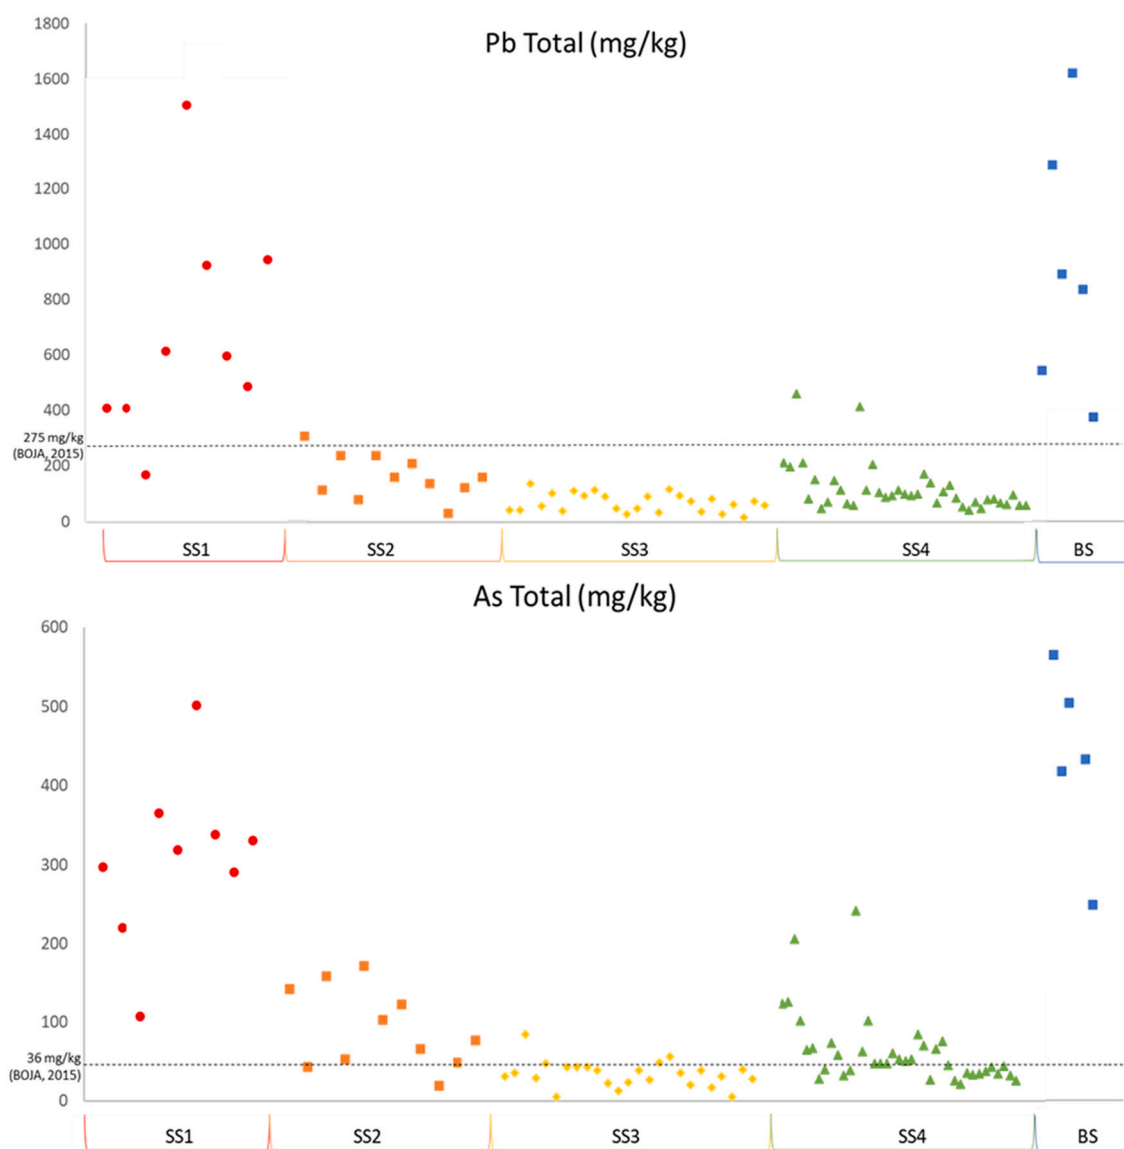 Pb Total (mg/kg)
1800
1600
1400
1200
1000
800
600
400
275 mg/kg
(BOJA, 2015)
200
0
SS1 SS2 SS3 SS4 BS
As Total (mg/kg)
600
500
400
300
200
100
36 mg/kg
(BOJA, 2015)
0
SS1 SS2 SS3 SS4 BS